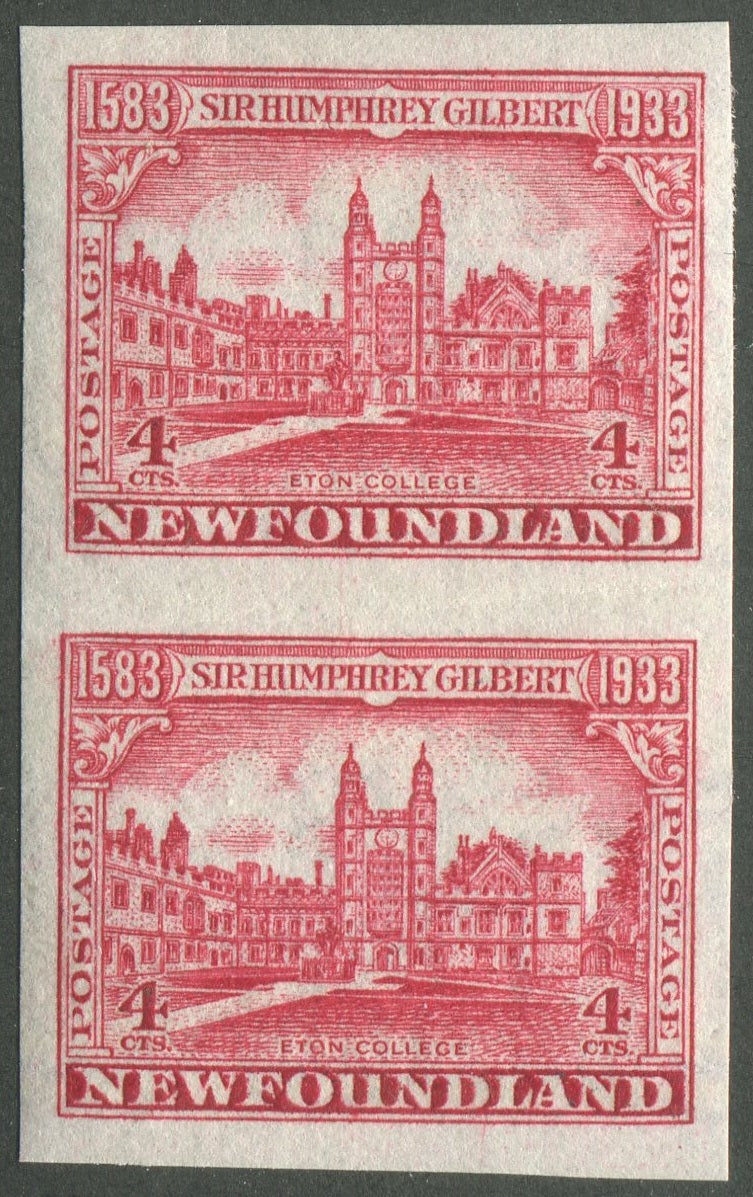 1583 SIR HUMPHREY GILBERT 1933
POSTAGE
POSTAGE
4 CTS.
ETON COLLEGE
4 CTS.
NEWFOUNDLAND
1583 SIR HUMPHREY GILBERT 1933
POSTAGE
POSTAGE
4 CTS.
ETON COLLEGE
4 CTS.
NEWFOUNDLAND